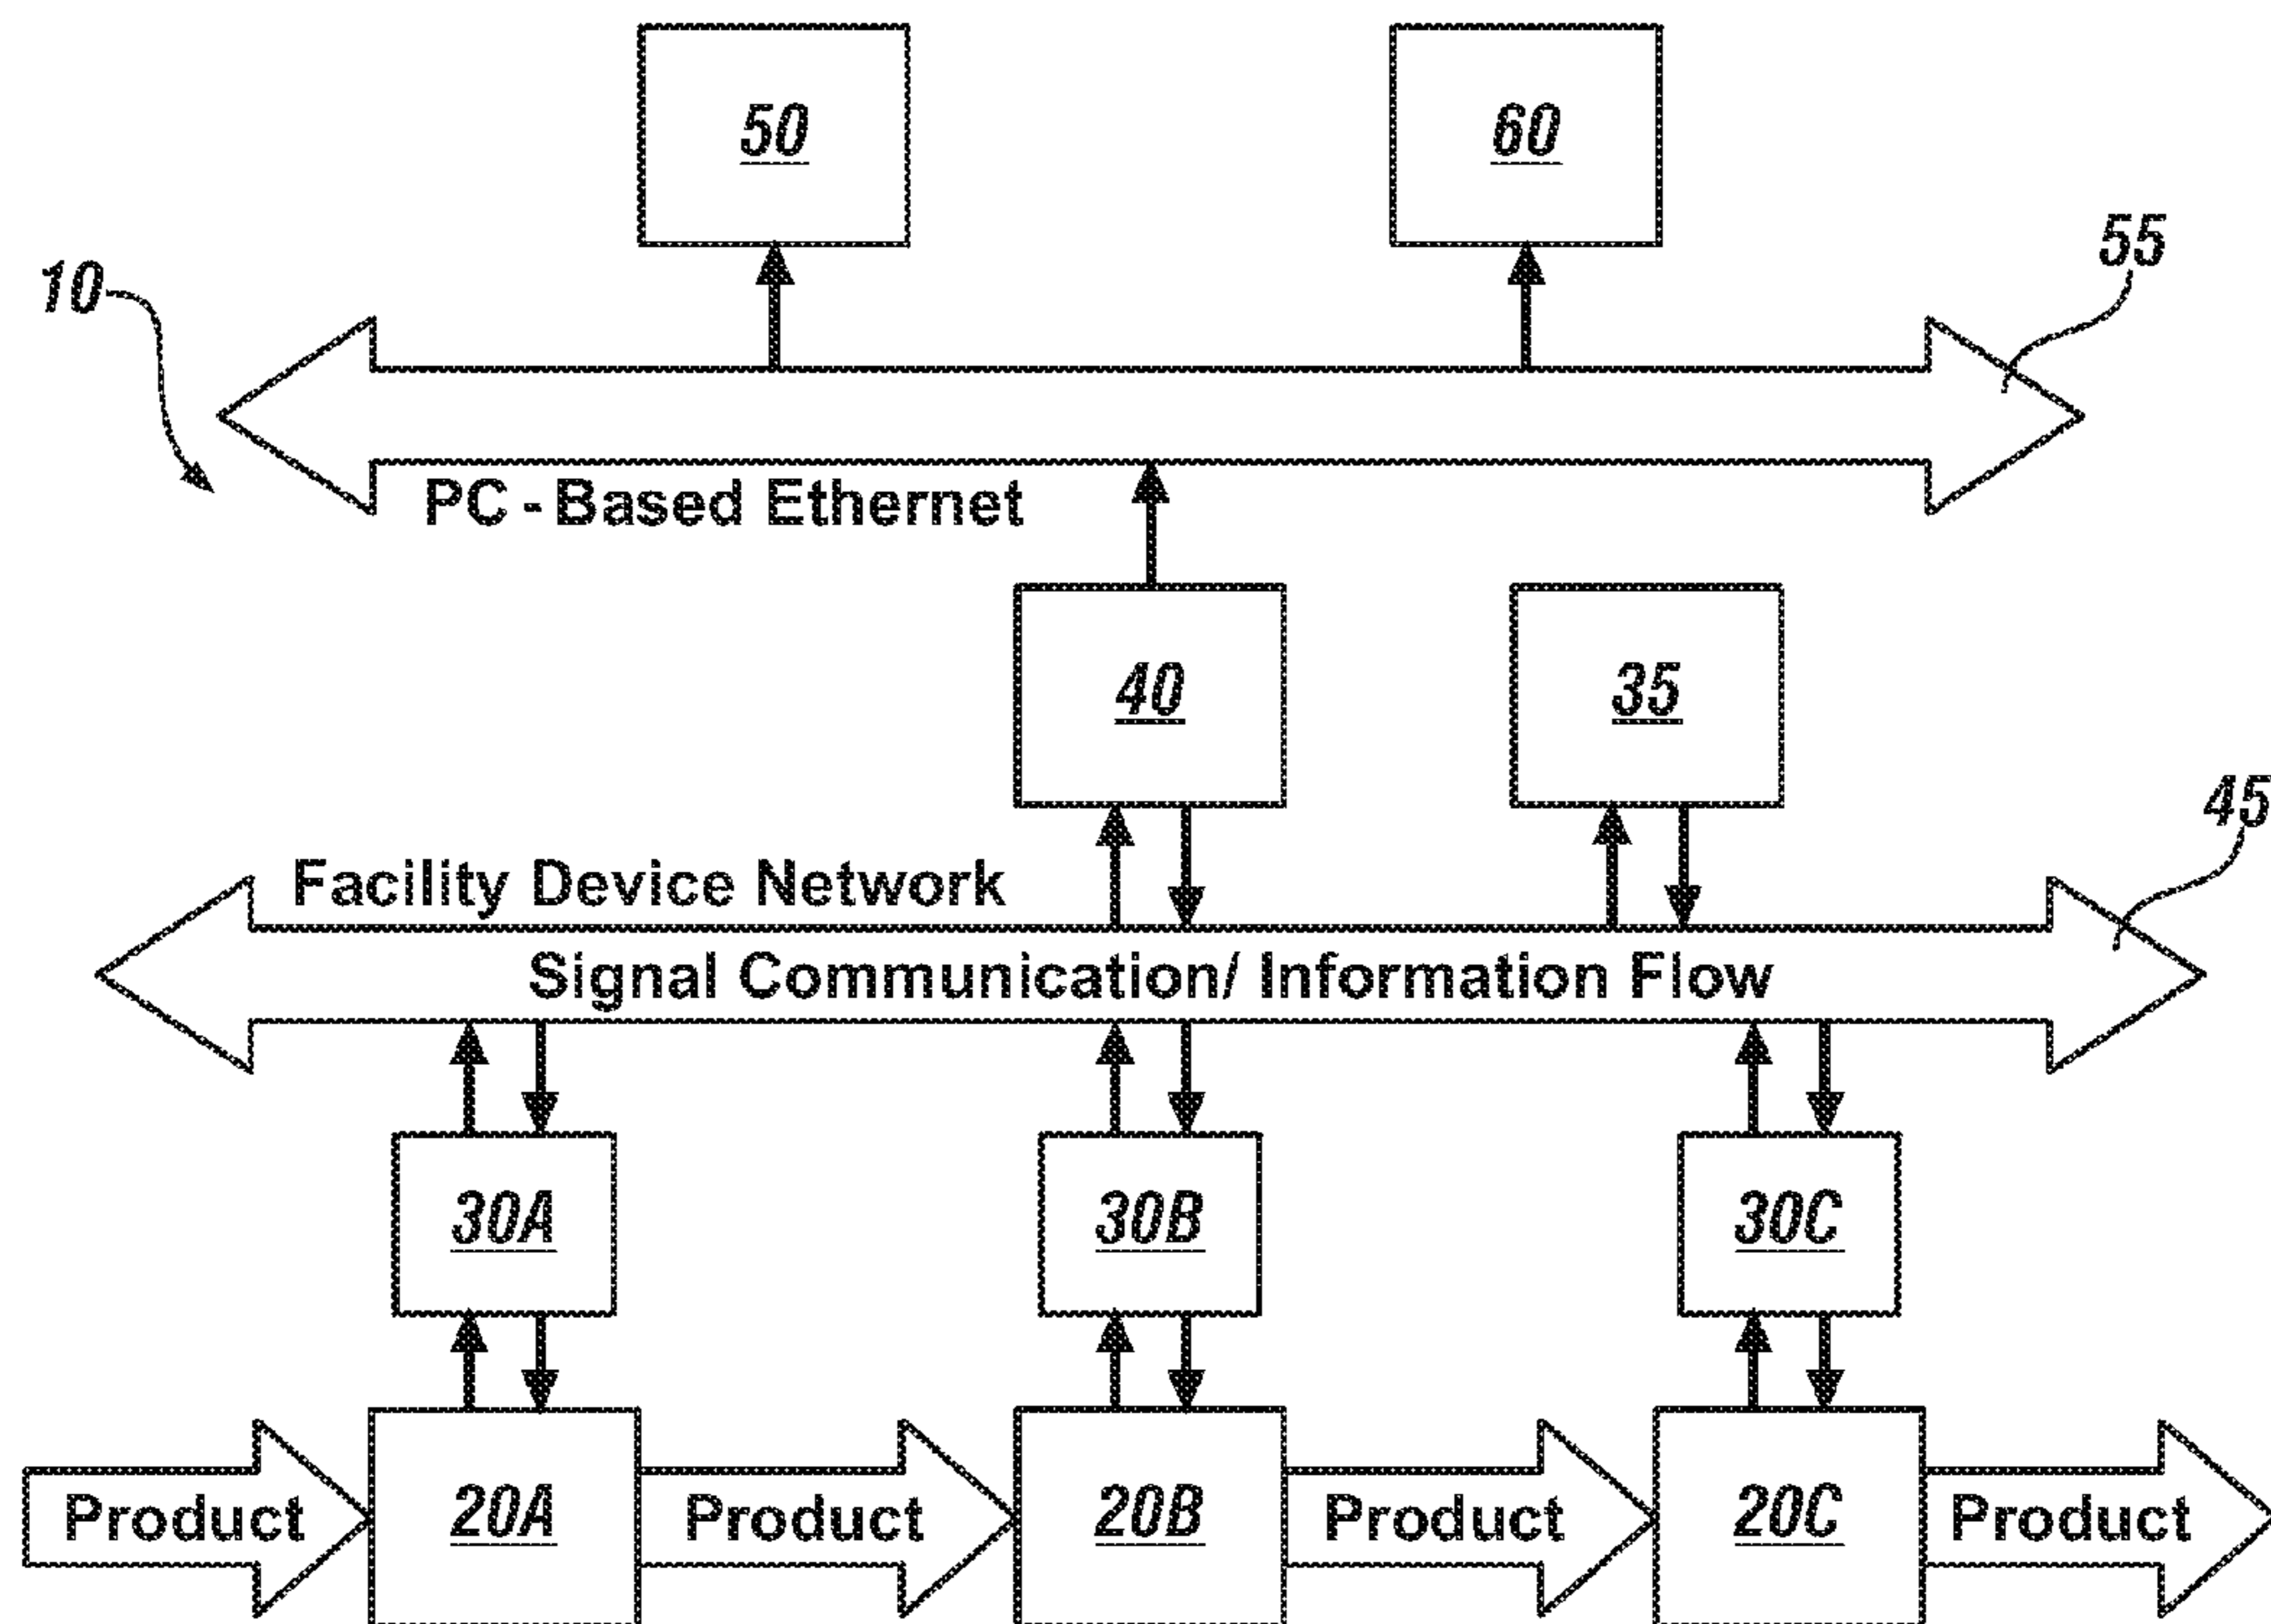 50
60
55
10
PC-Based Ethernet
40
35
45
Facility Device Network
Signal Communication/ Information Flow
30A
30B
30C
Product
20A
Product
20B
Product
20C
Product